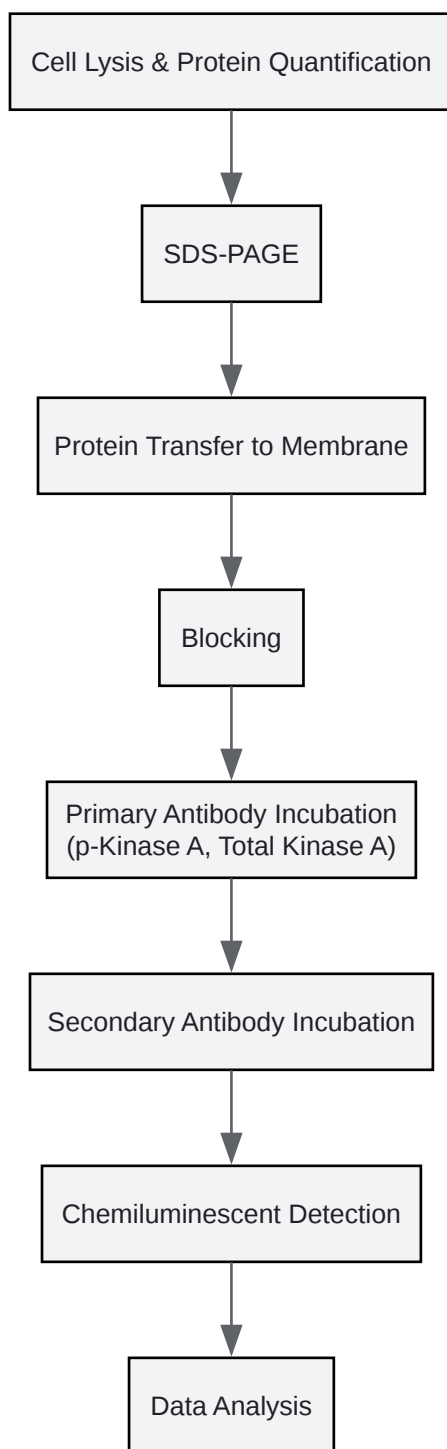 Cell Lysis & Protein Quantification
SDS-PAGE
Protein Transfer to Membrane
Blocking
Primary Antibody Incubation
(p-Kinase A, Total Kinase A)
Secondary Antibody Incubation
Chemiluminescent Detection
Data Analysis